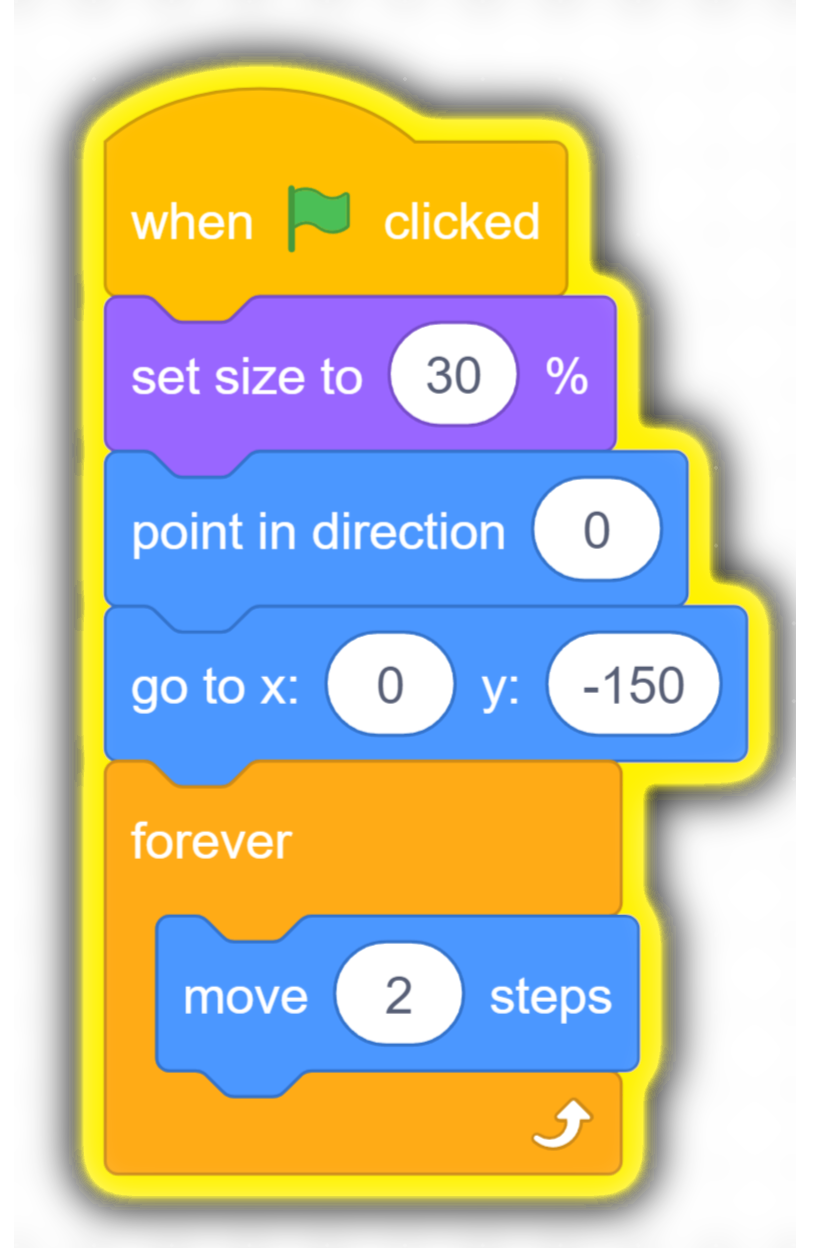 when clicked
set size to 30 %
point in direction 0
go to x: 0 y: -150
forever
move 2 steps